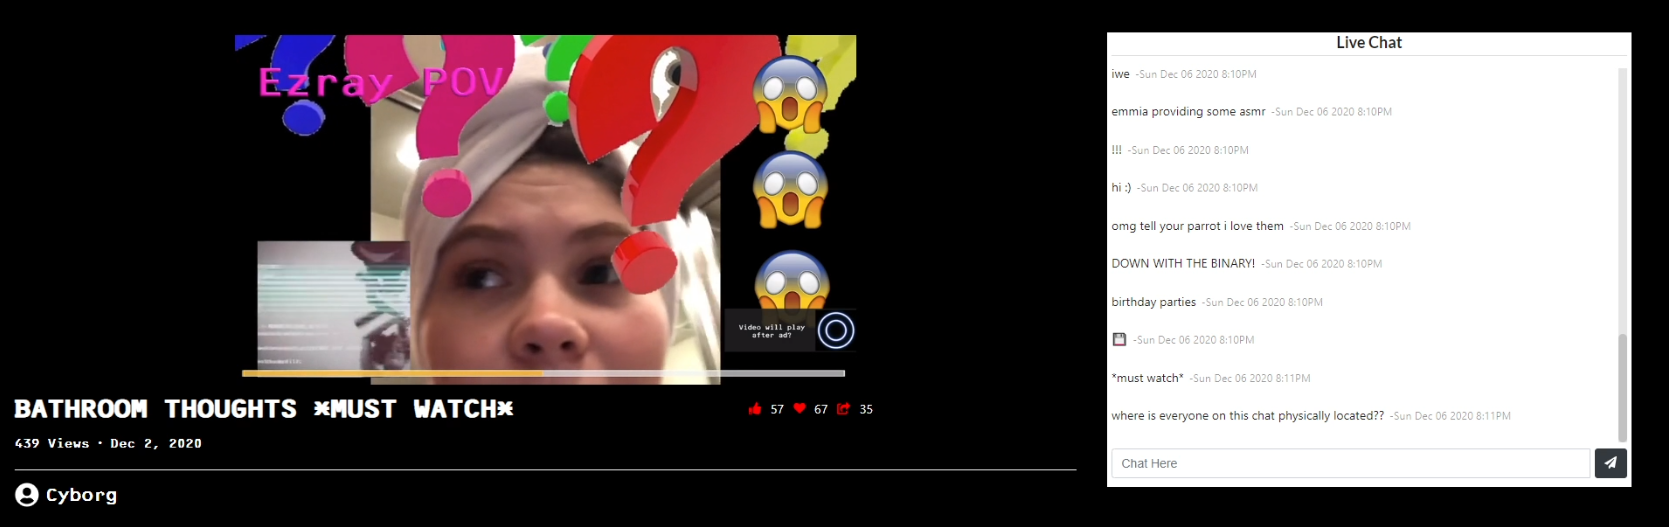 Ezray POV
Video will play
after ad?
BATHROOM THOUGHTS *MUST WATCH*
57 67 35
439 Views · Dec 2, 2020
Cyborg
Live Chat
iwe -Sun Dec 06 2020 8:10PM
emmia providing some asmr -Sun Dec 06 2020 8:10PM
!!! -Sun Dec 06 2020 8:10PM
hi :) -Sun Dec 06 2020 8:10PM
omg tell your parrot i love them -Sun Dec 06 2020 8:10PM
DOWN WITH THE BINARY! -Sun Dec 06 2020 8:10PM
birthday parties -Sun Dec 06 2020 8:10PM
💾 -Sun Dec 06 2020 8:10PM
*must watch* -Sun Dec 06 2020 8:11PM
where is everyone on this chat physically located?? -Sun Dec 06 2020 8:11PM
Chat Here